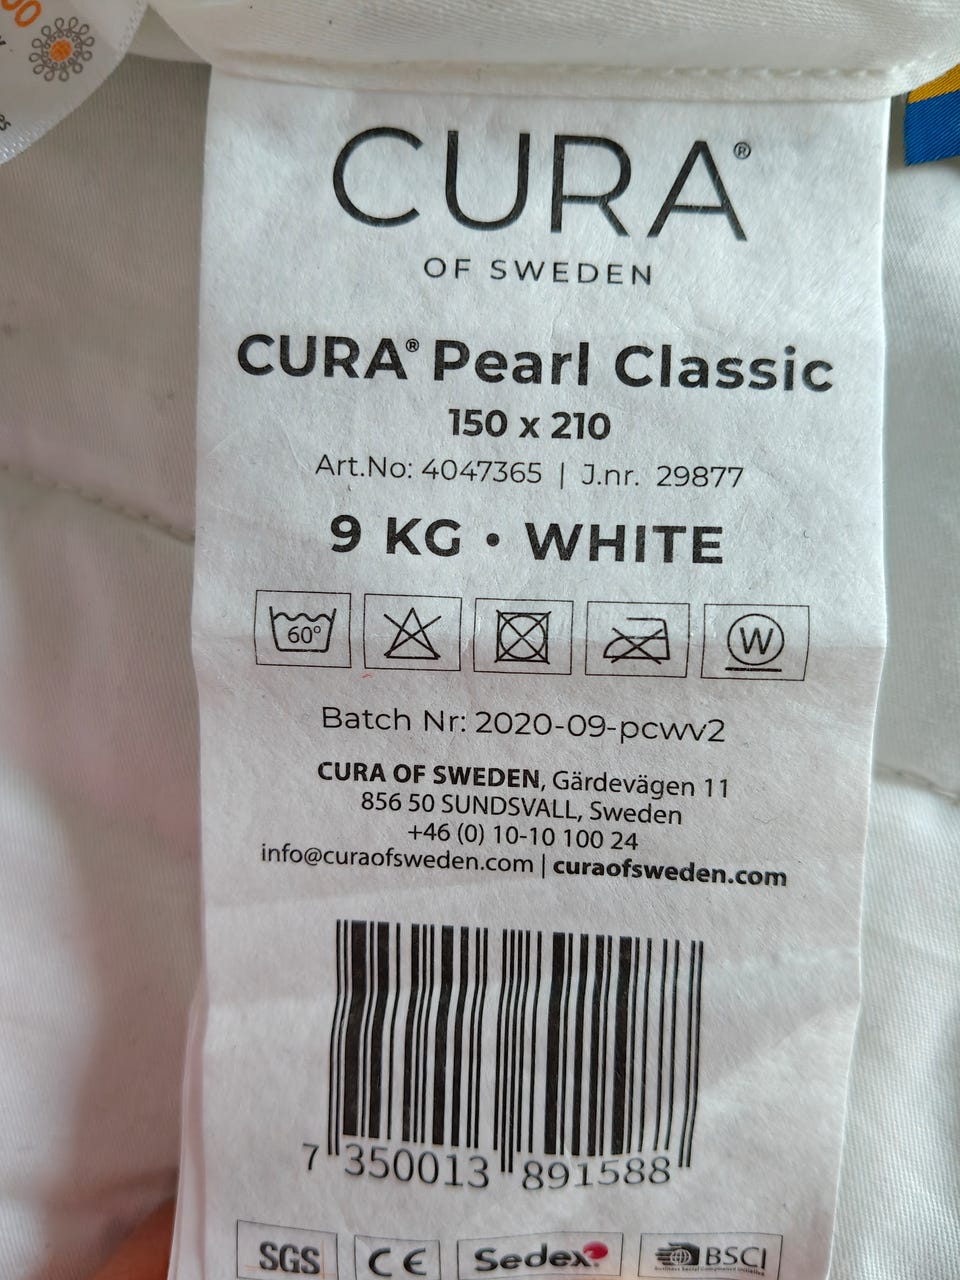 CURA®
OF SWEDEN
CURA® Pearl Classic
150 x 210
Art.No: 4047365 | J.nr. 29877
9 KG • WHITE
60°
W
Batch Nr: 2020-09-pcwv2
CURA OF SWEDEN, Gärdevägen 11
856 50 SUNDSVALL, Sweden
+46 (0) 10-10 100 24
info@curaofsweden.com | curaofsweden.com
7 350013 891588
SGS CE Sedex BSCI